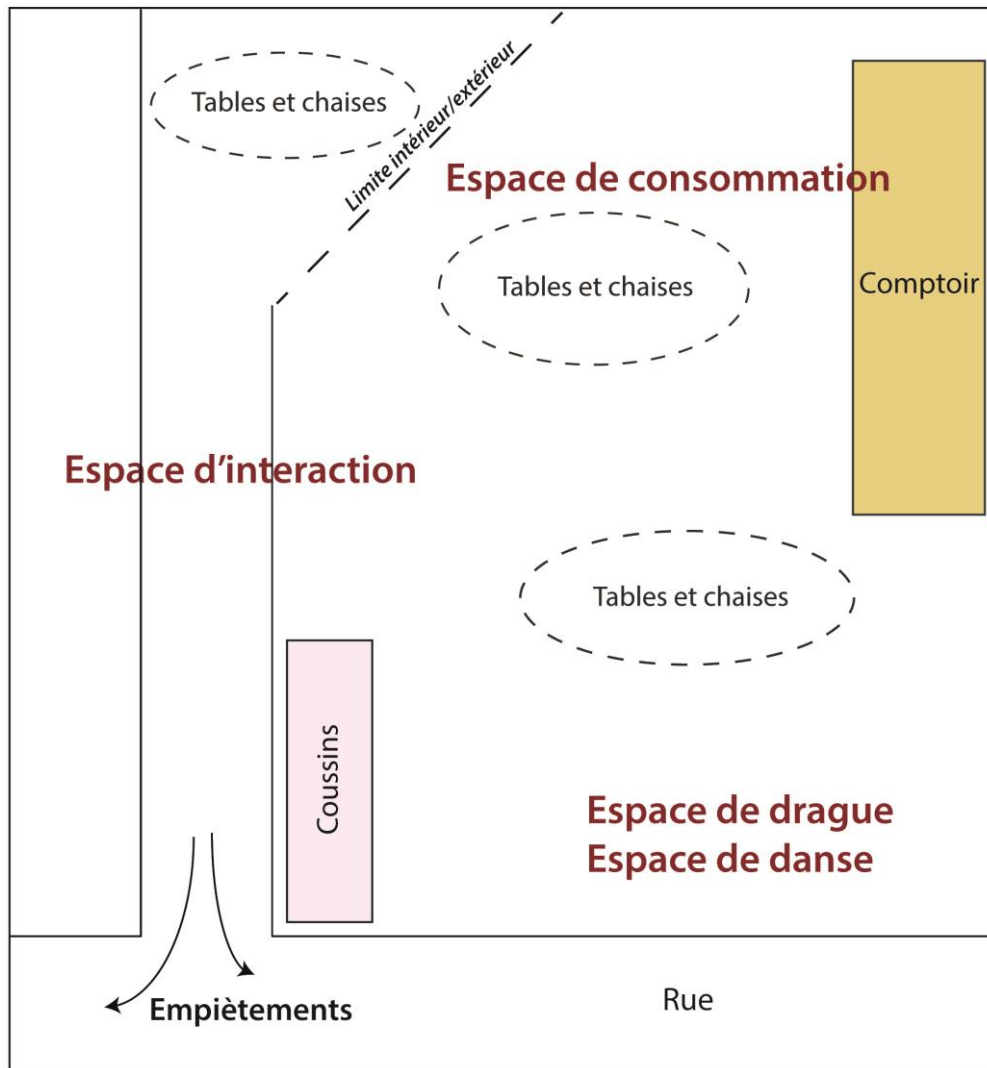 Tables et chaises
Limite intérieur/extérieur
Espace de consommation
Tables et chaises
Comptoir
Espace d’interaction
Tables et chaises
Coussins
Espace de drague
Espace de danse
Empiètements
Rue